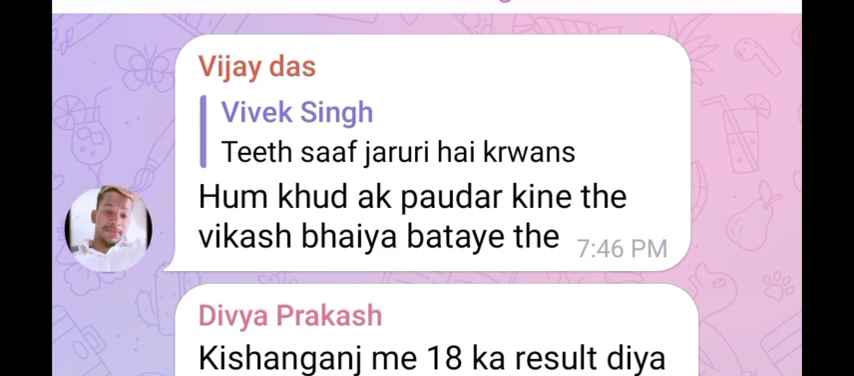 Vijay das
Vivek Singh
Teeth saaf jaruri hai krwans
Hum khud ak paudar kine the
vikash bhaiya bataye the 7:46 PM
Divya Prakash
Kishanganj me 18 ka result diya